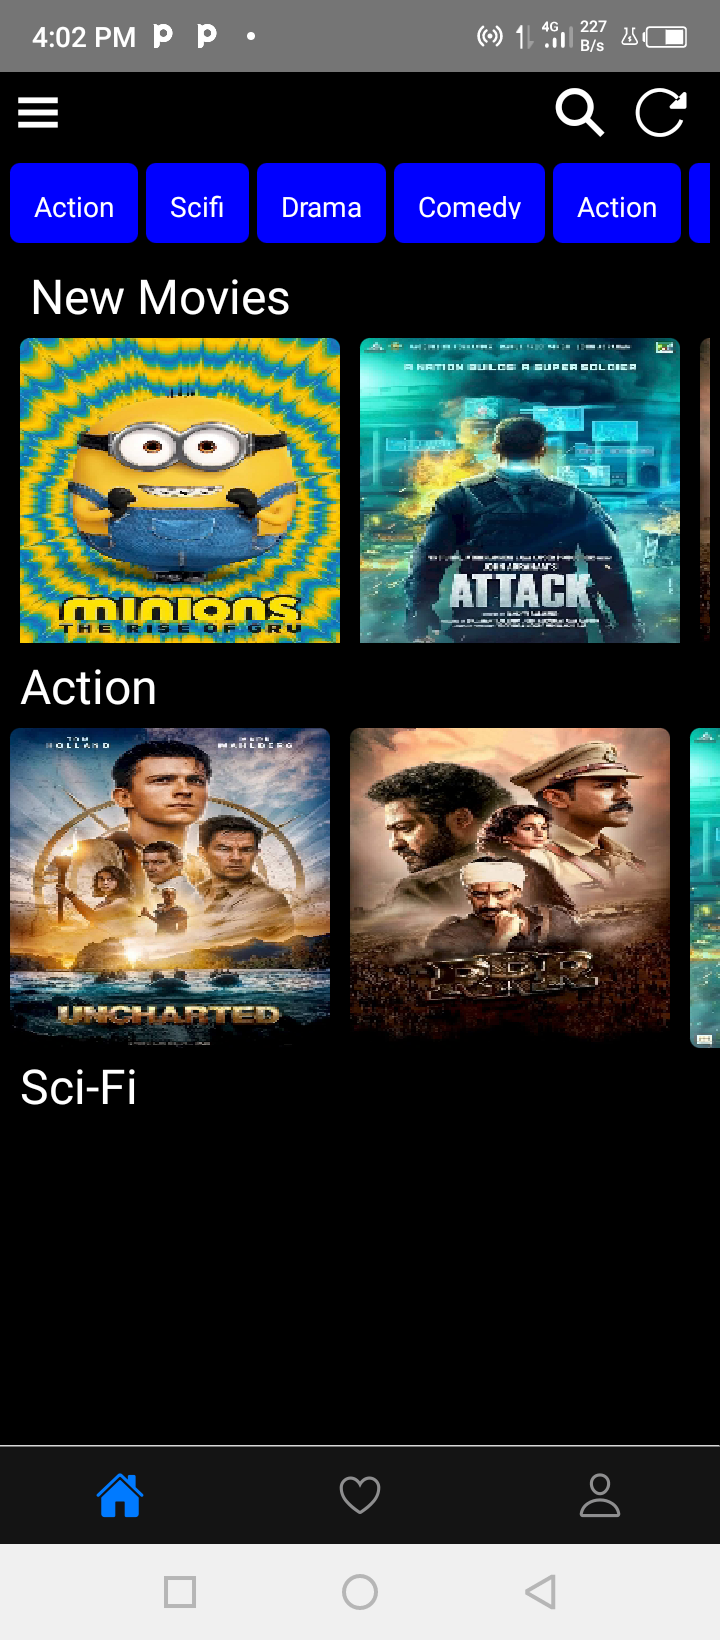 4:02 PM
4G
227
B/s
Action
Scifi
Drama
Comedy
Action
New Movies
A NATION BUILDS A SUPER SOLDIER
JOHN ABRAHAM'S
ATTACK
MINIONS
THE RISE OF GRU
Action
TOM
HOLLAND
MARK
WAHLBERG
UNCHARTED
RRR
Sci-Fi